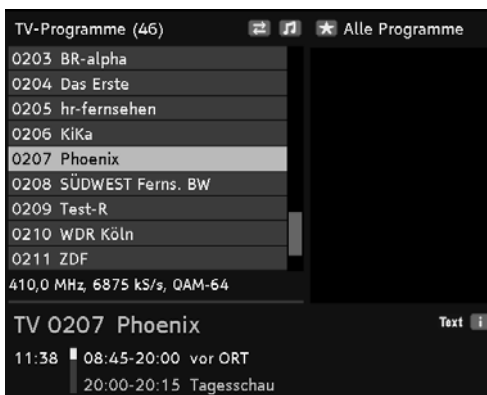 TV-Programme (46) Alle Programme
0203 BR-alpha
0204 Das Erste
0205 hr-fernsehen
0206 KiKa
0207 Phoenix
0208 SÜDWEST Ferns. BW
0209 Test-R
0210 WDR Köln
0211 ZDF
410,0 MHz, 6875 kS/s, QAM-64
TV 0207 Phoenix Text i
11:38 08:45-20:00 vor ORT
20:00-20:15 Tagesschau